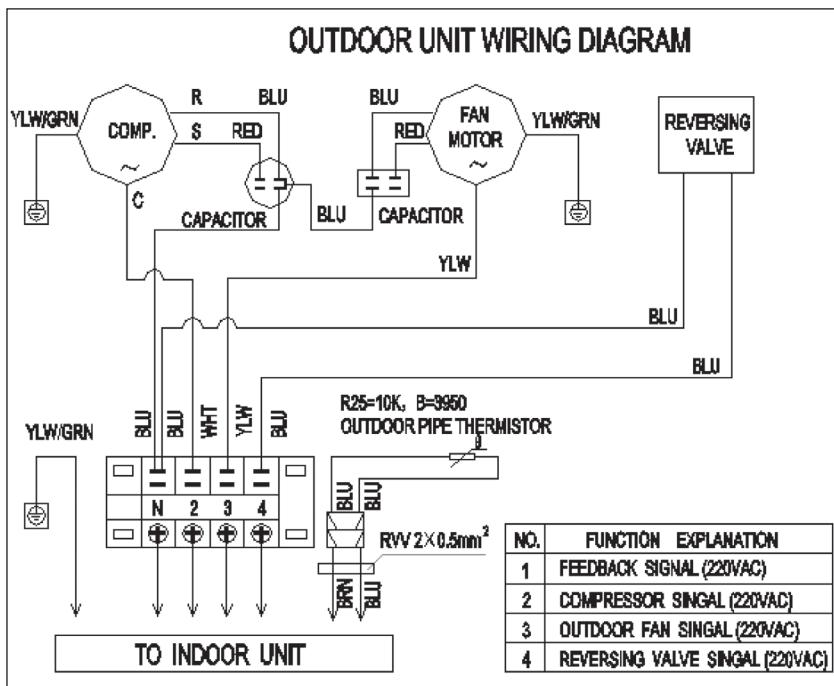 OUTDOOR UNIT WIRING DIAGRAM
R
BLU
BLU
FAN
MOTOR
YLW/GRN
COMP.
S
RED
RED
YLW/GRN
REVERSING
VALVE
C
CAPACITOR
BLU
CAPACITOR
YLW
BLU
BLU
YLW/GRN
BLU
BLU
WHT
YLW
BLU
R25=10K, B=3950
OUTDOOR PIPE THERMISTOR
θ
N 2 3 4
BLU
BLU
RVV 2×0.5mm²
BRN
BLU
TO INDOOR UNIT
NO. FUNCTION EXPLANATION
1 FEEDBACK SIGNAL (220VAC)
2 COMPRESSOR SINGAL (220VAC)
3 OUTDOOR FAN SINGAL (220VAC)
4 REVERSING VALVE SINGAL (220VAC)